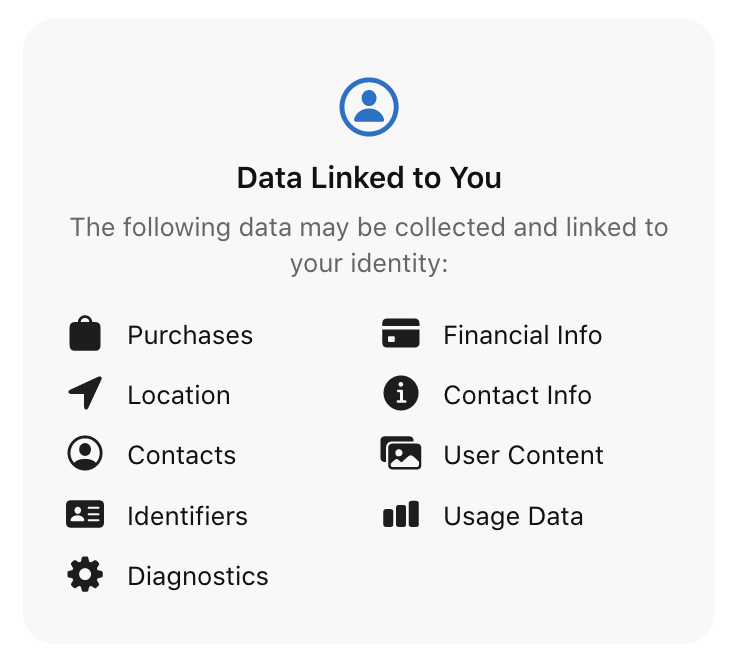 Data Linked to You
The following data may be collected and linked to
your identity:
Purchases
Financial Info
Location
Contact Info
Contacts
User Content
Identifiers
Usage Data
Diagnostics